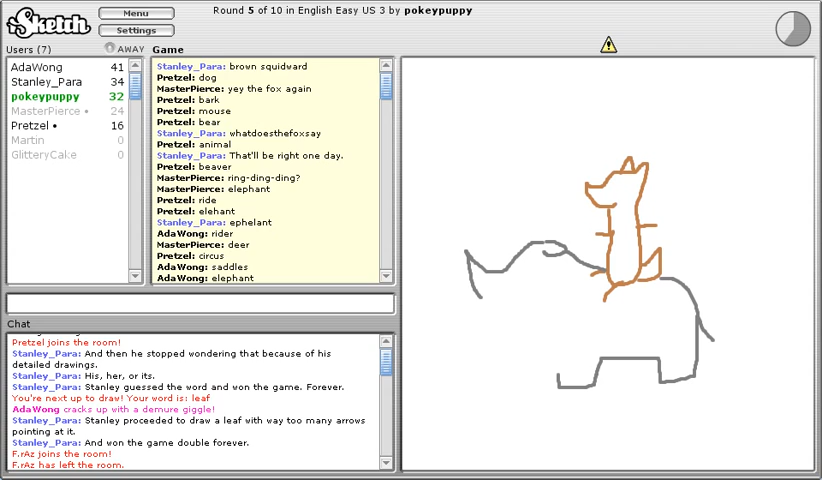 iSketch
Menu
Settings
Round 5 of 10 in English Easy US 3 by pokeypuppy
Users (7)
AWAY
AdaWong 41
Stanley_Para 34
pokeypuppy 32
MasterPierce • 24
Pretzel • 16
Martin 0
GlitteryCake 0
Game
Stanley_Para: brown squidward
Pretzel: dog
MasterPierce: yey the fox again
Pretzel: bark
Pretzel: mouse
Pretzel: bear
Stanley_Para: whatdoesthefoxsay
Pretzel: animal
Stanley_Para: That'll be right one day.
Pretzel: beaver
MasterPierce: ring-ding-ding?
MasterPierce: elephant
Pretzel: ride
Pretzel: elehant
Stanley_Para: ephelant
AdaWong: rider
MasterPierce: deer
Pretzel: circus
AdaWong: saddles
AdaWong: elephant
Chat
Pretzel joins the room!
Stanley_Para: And then he stopped wondering that because of his
detailed drawings.
Stanley_Para: His, her, or its.
Stanley_Para: Stanley guessed the word and won the game. Forever.
You're next up to draw! Your word is: leaf
AdaWong cracks up with a demure giggle!
Stanley_Para: Stanley proceeded to draw a leaf with way too many arrows
pointing at it.
Stanley_Para: And won the game double forever.
F.rAz joins the room!
F.rAz has left the room.